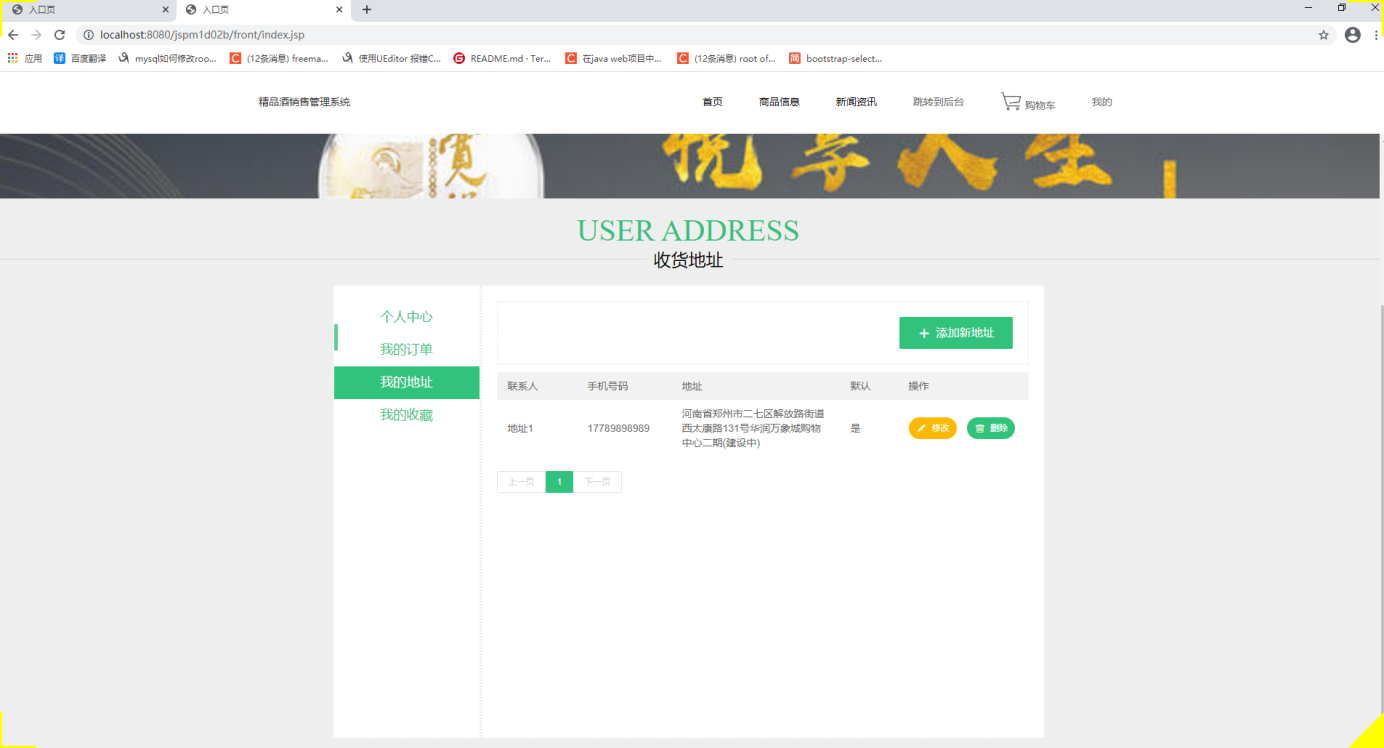 入口页
入口页
localhost:8080/jspm1d02b/front/index.jsp
应用 百度翻译 mysql如何修改roo... (12条消息) freema... 使用UEditor 报错C... README.md · Ter... 在java web项目中... (12条消息) root of... bootstrap-select...
精品酒销售管理系统 首页 商品信息 新闻资讯 跳转到后台 购物车 我的
悦享人生
USER ADDRESS
收货地址
个人中心
我的订单
我的地址
我的收藏
添加新地址
联系人 手机号码 地址 默认 操作
地址1 17789898989 河南省郑州市二七区解放路街道
西太康路131号华润万象城购物
中心二期(建设中) 是 修改 删除
上一页 1 下一页